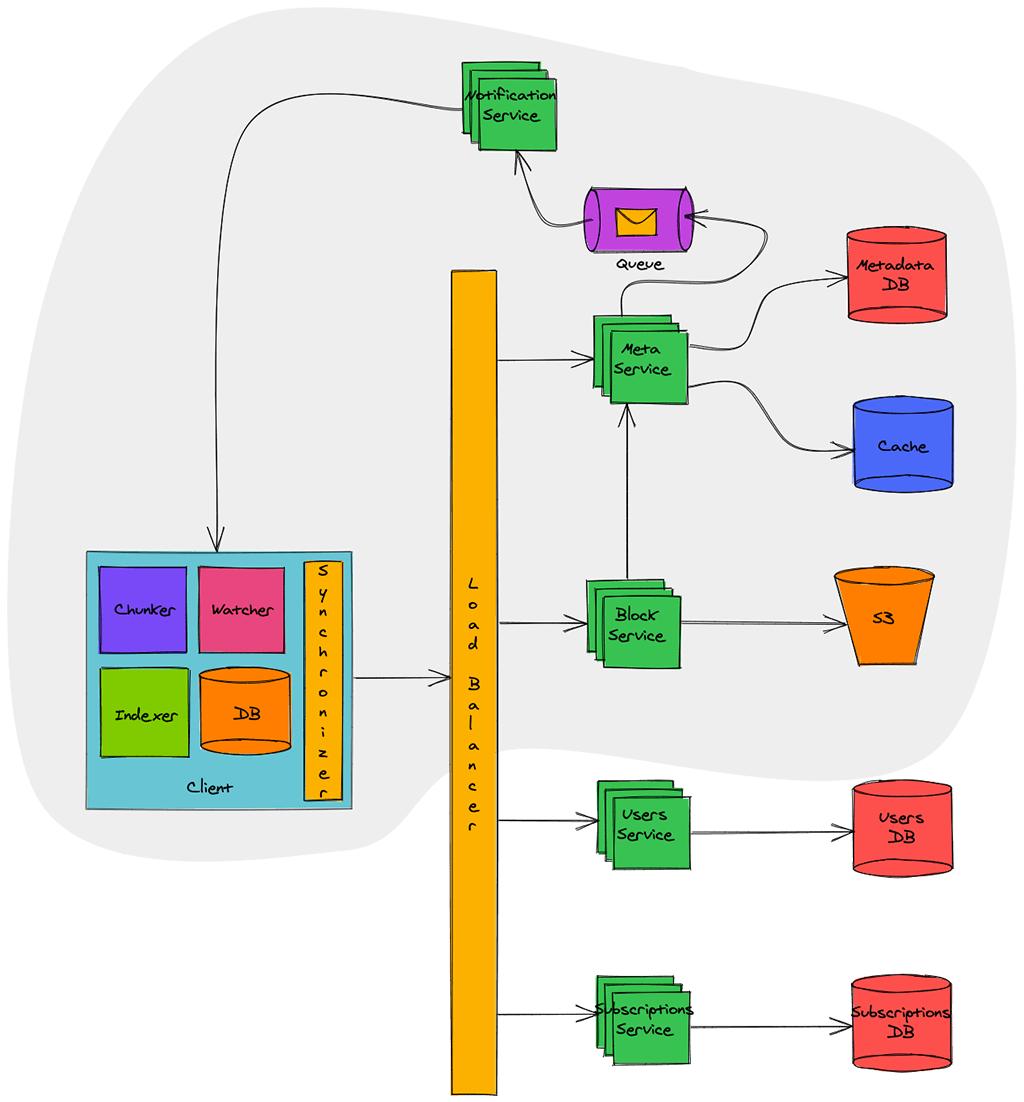 Notification
Service
Queue
Metadata
DB
Meta
Service
Cache
Chunker
Watcher
Synchronizer
Indexer
DB
Client
Load Balancer
Block
Service
S3
Users
Service
Users
DB
Subscriptions
Service
Subscriptions
DB